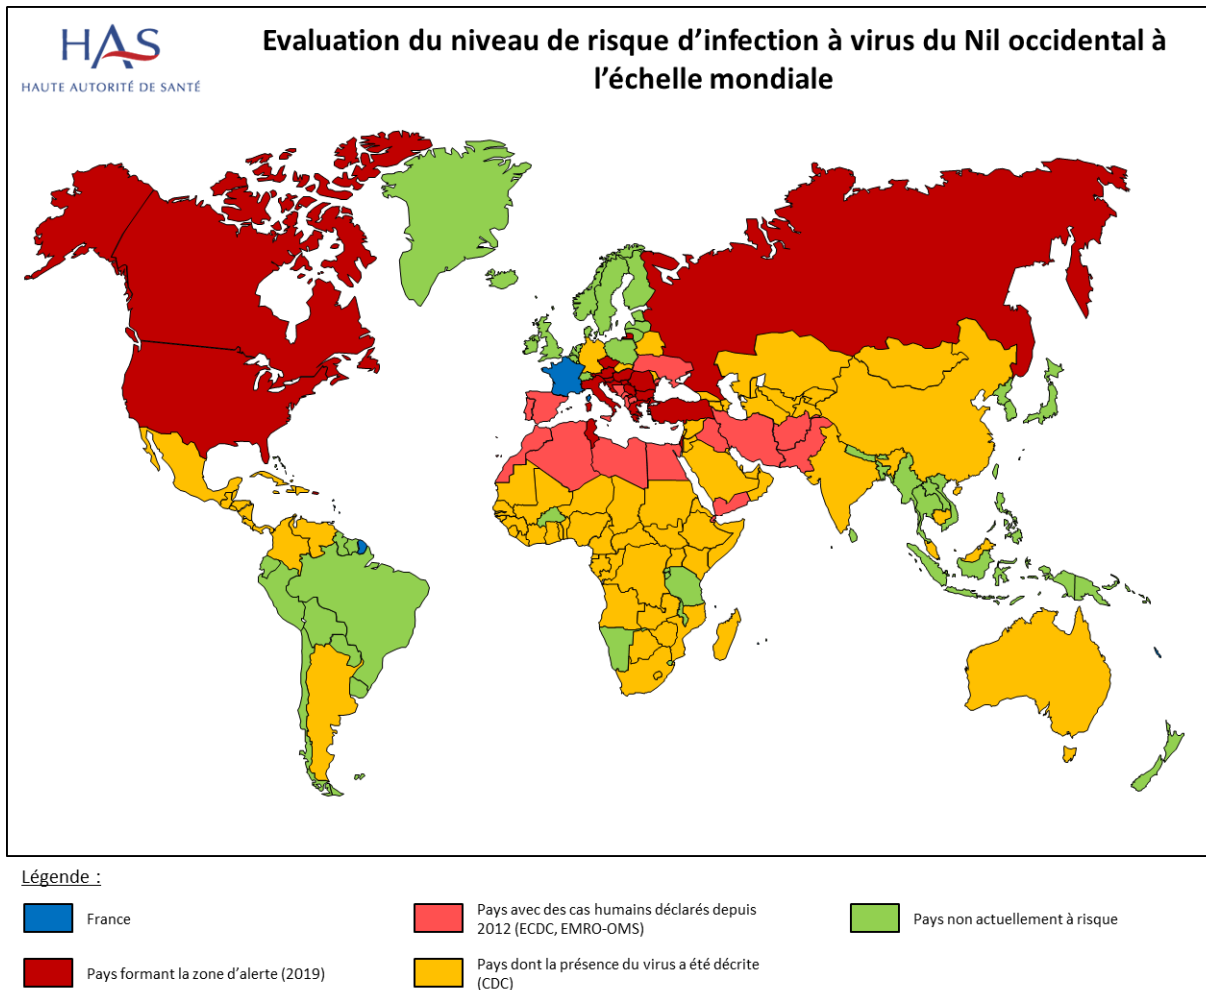 HAS
HAUTE AUTORITÉ DE SANTÉ
Evaluation du niveau de risque d’infection à virus du Nil occidental à
l’échelle mondiale
Légende :
France
Pays avec des cas humains déclarés depuis
2012 (ECDC, EMRO-OMS)
Pays non actuellement à risque
Pays formant la zone d’alerte (2019)
Pays dont la présence du virus a été décrite
(CDC)